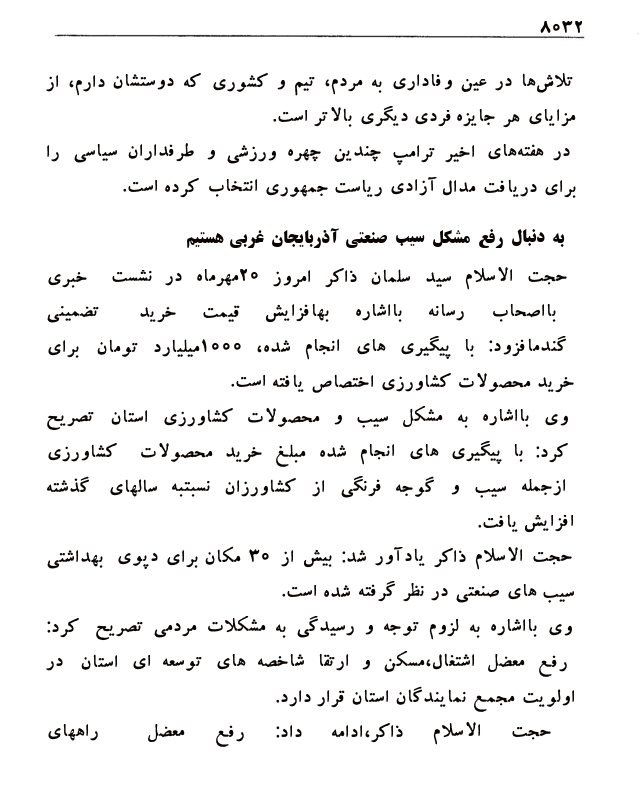 ۸۰۳۲
تلاش‌ها در عین وفاداری به مردم، تیم و کشوری که دوستشان دارم، از
مزایای هر جایزه فردی دیگری بالاتر است.
در هفته‌های اخیر ترامپ چندین چهره ورزشی و طرفداران سیاسی را
برای دریافت مدال آزادی ریاست جمهوری انتخاب کرده است.
به دنبال رفع مشکل سیب صنعتی آذربایجان غربی هستیم
حجت الاسلام سید سلمان ذاکر امروز ۲۰مهرماه در نشست خبری
بااصحاب رسانه بااشاره بهافزایش قیمت خرید تضمینی
گندمافزود: با پیگیری های انجام شده، ۱۰۰۰میلیارد تومان برای
خرید محصولات کشاورزی اختصاص یافته است.
وی بااشاره به مشکل سیب و محصولات کشاورزی استان تصریح
کرد: با پیگیری های انجام شده مبلغ خرید محصولات کشاورزی
ازجمله سیب و گوجه فرنگی از کشاورزان نسبتبه سالهای گذشته
افزایش یافت.
حجت الاسلام ذاکر یادآور شد: بیش از ۳۰ مکان برای دپوی بهداشتی
سیب های صنعتی در نظر گرفته شده است.
وی بااشاره به لزوم توجه و رسیدگی به مشکلات مردمی تصریح کرد:
رفع معضل اشتغال،مسکن و ارتقا شاخصه های توسعه ای استان در
اولویت مجمع نمایندگان استان قرار دارد.
حجت الاسلام ذاکر،ادامه داد: رفع معضل راههای